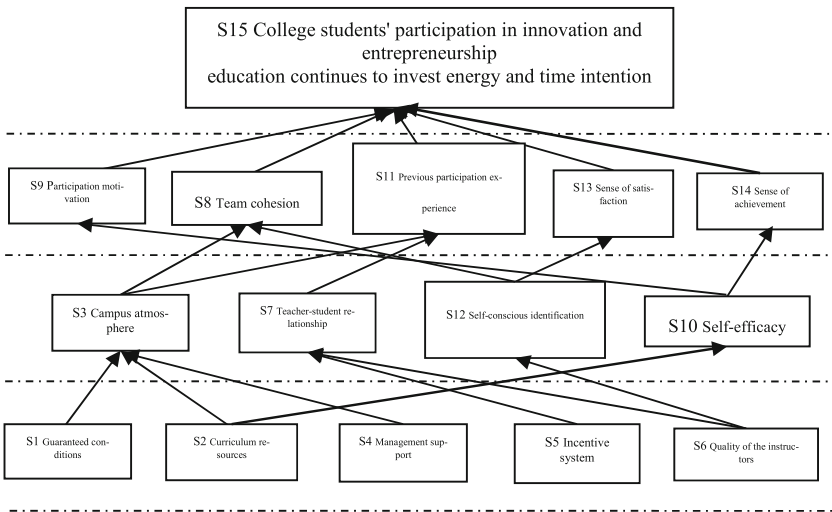 S15 College students' participation in innovation and
entrepreneurship
education continues to invest energy and time intention
S9 Participation moti-
vation
S8 Team cohesion
S11 Previous participation ex-
perience
S13 Sense of satis-
faction
S14 Sense of
achievement
S3 Campus atmos-
phere
S7 Teacher-student re-
lationship
S12 Self-conscious identification
S10 Self-efficacy
S1 Guaranteed con-
ditions
S2 Curriculum re-
sources
S4 Management sup-
port
S5 Incentive
system
S6 Quality of the instruc-
tors